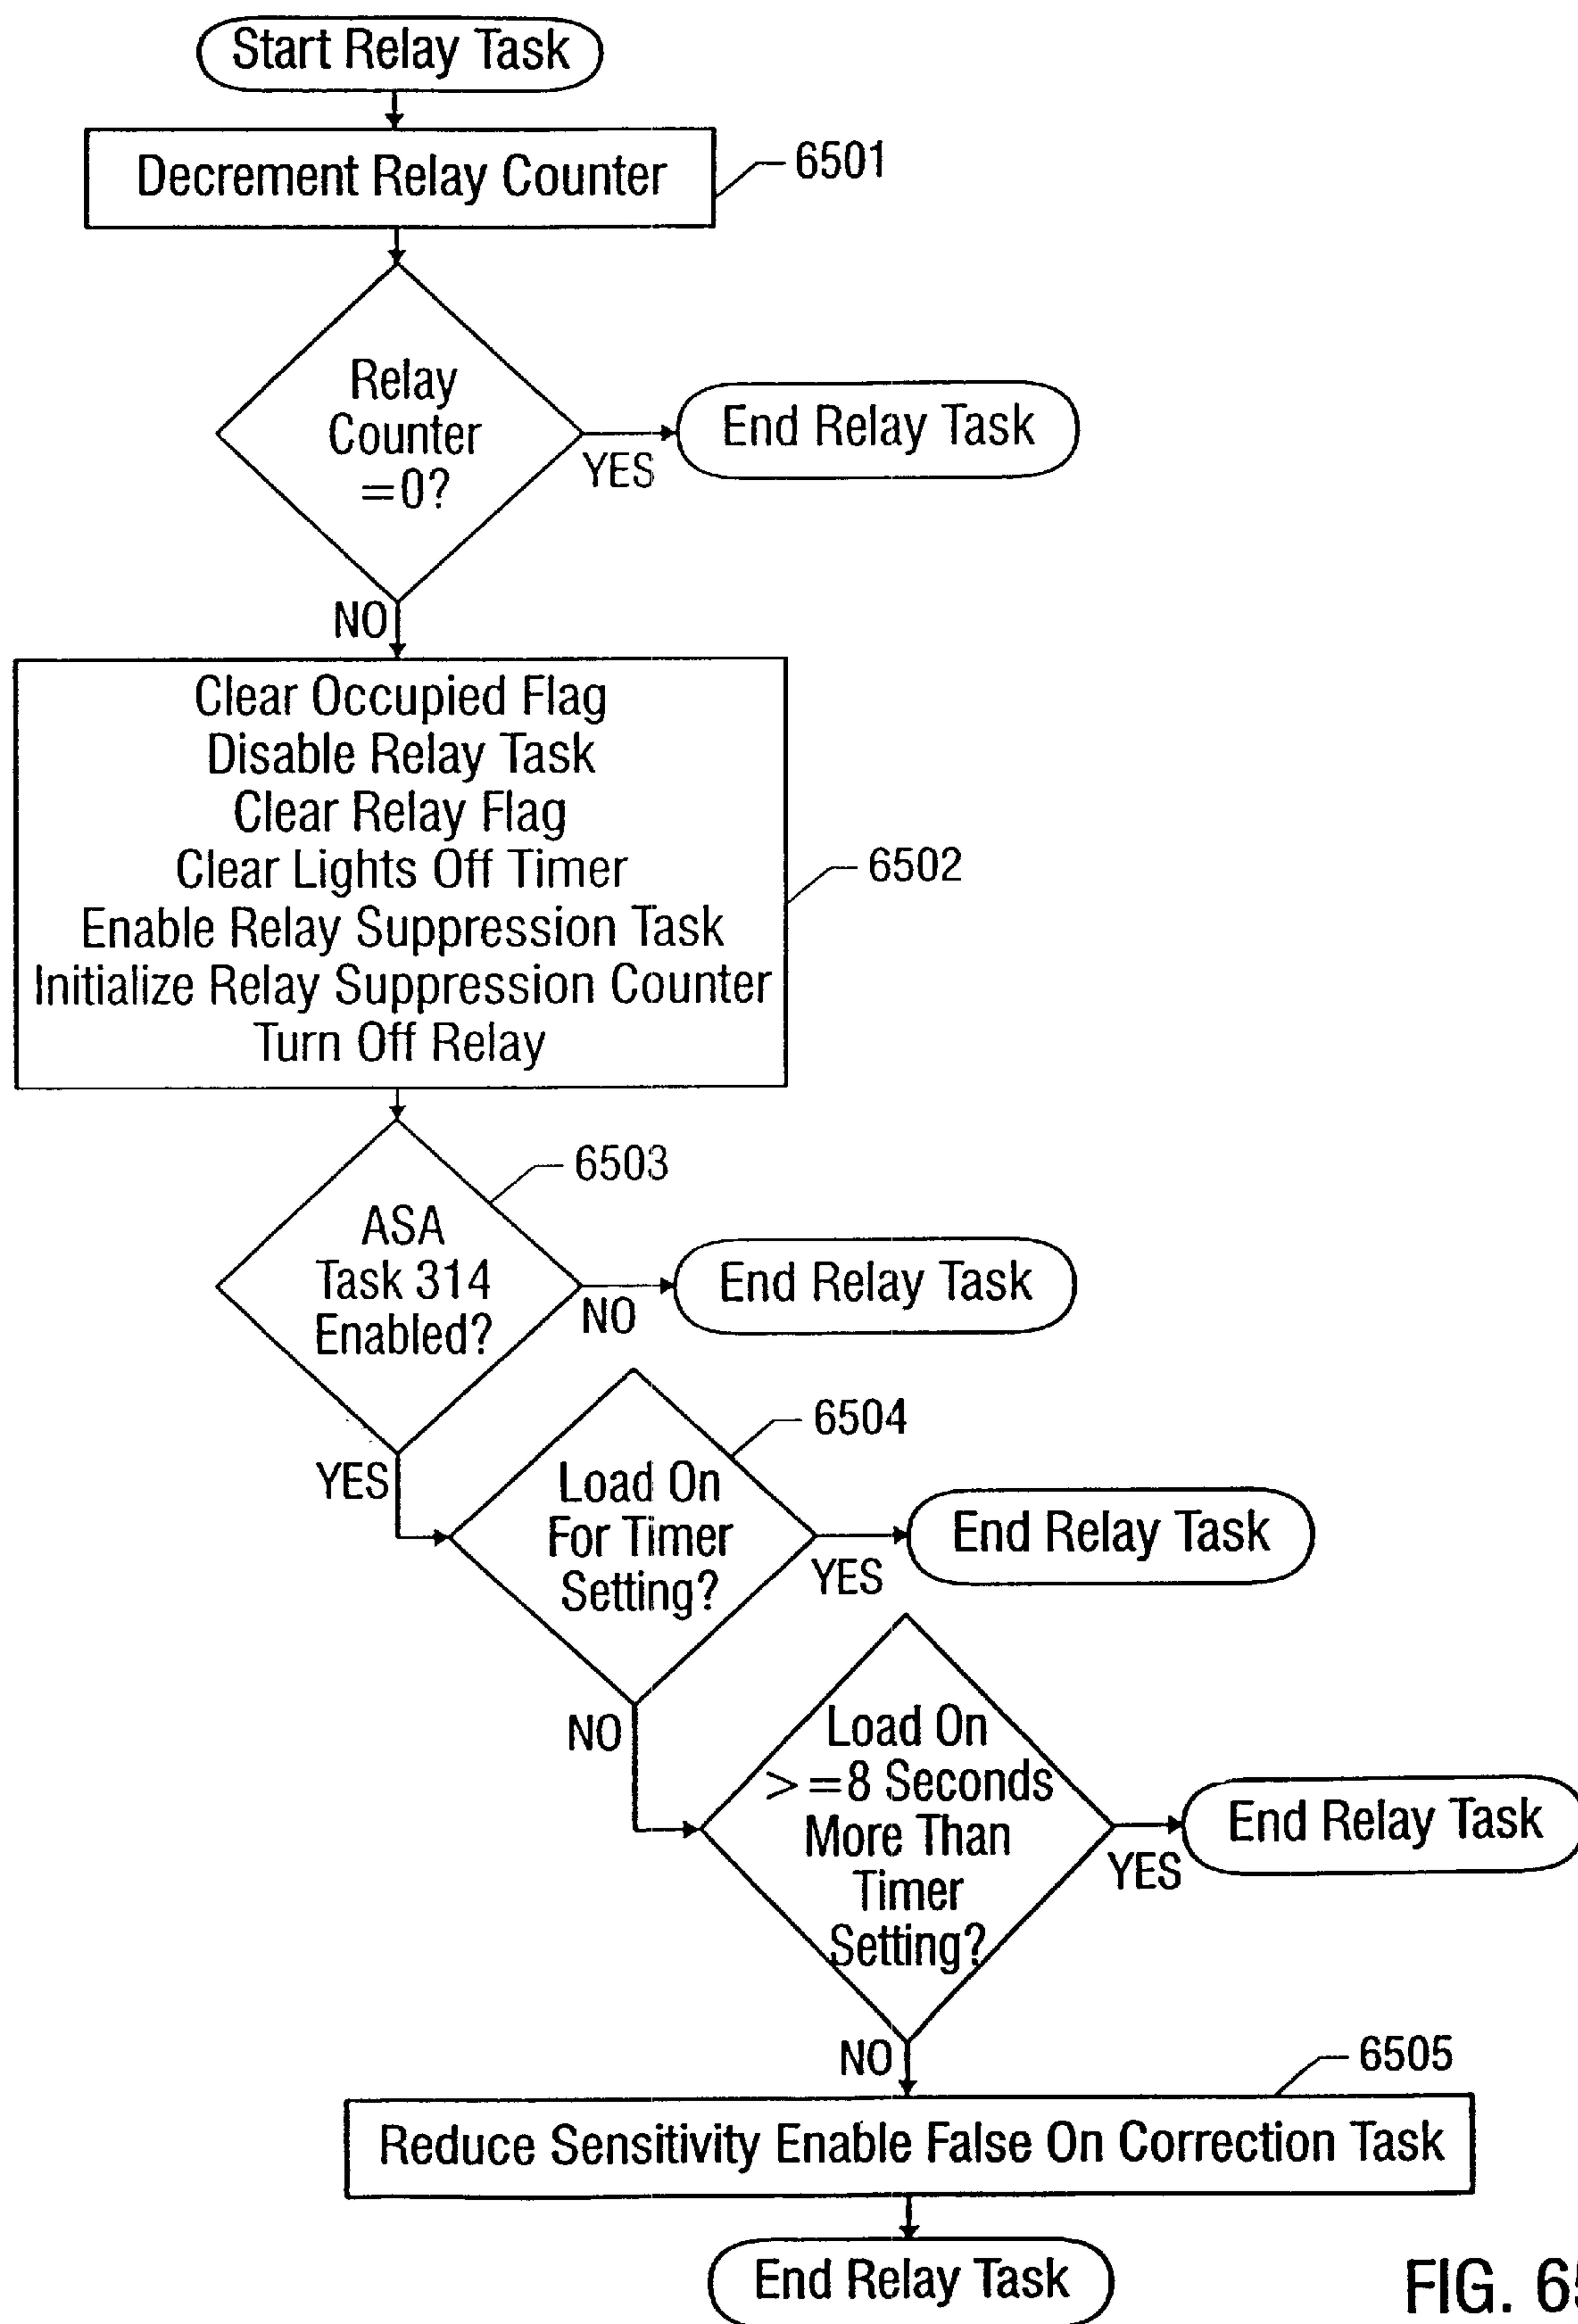 Start Relay Task
Decrement Relay Counter
6501
Relay
Counter
=0?
YES
End Relay Task
NO
Clear Occupied Flag
Disable Relay Task
Clear Relay Flag
Clear Lights Off Timer
Enable Relay Suppression Task
Initialize Relay Suppression Counter
Turn Off Relay
6502
6503
ASA
Task 314
Enabled?
NO
End Relay Task
YES
6504
Load On
For Timer
Setting?
YES
End Relay Task
NO
Load On
>=8 Seconds
More Than
Timer
Setting?
YES
End Relay Task
NO
6505
Reduce Sensitivity Enable False On Correction Task
End Relay Task
FIG.